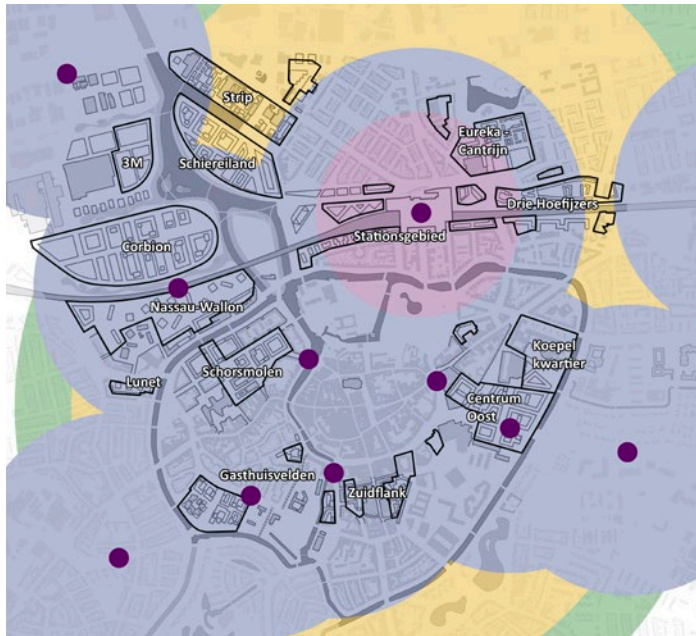 Strip
Eureka -
Cantrijn
3M
Schiereiland
Drie Hoefijzers
Stationsgebied
Corbion
Nassau-Wallon
Koepel
kwartier
Schorsmolen
Lunet
Centrum
Oost
Gasthuisvelden
Zuidflank